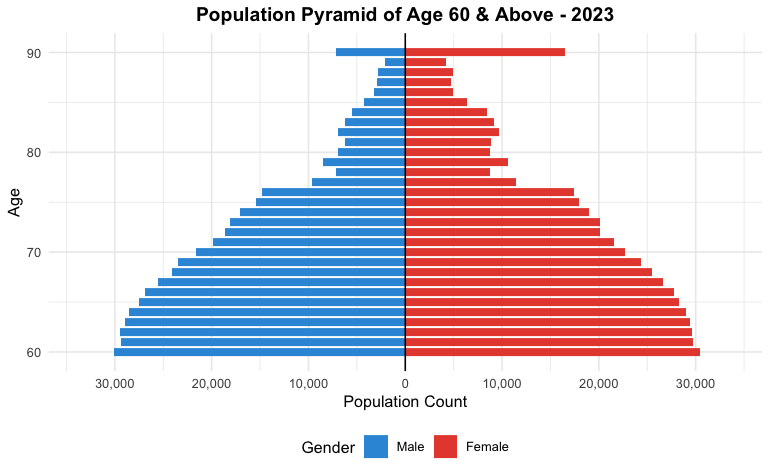 Population Pyramid of Age 60 & Above - 2023
90
80
70
60
Age
30,000 20,000 10,000 0 10,000 20,000 30,000
Population Count
Gender Male Female